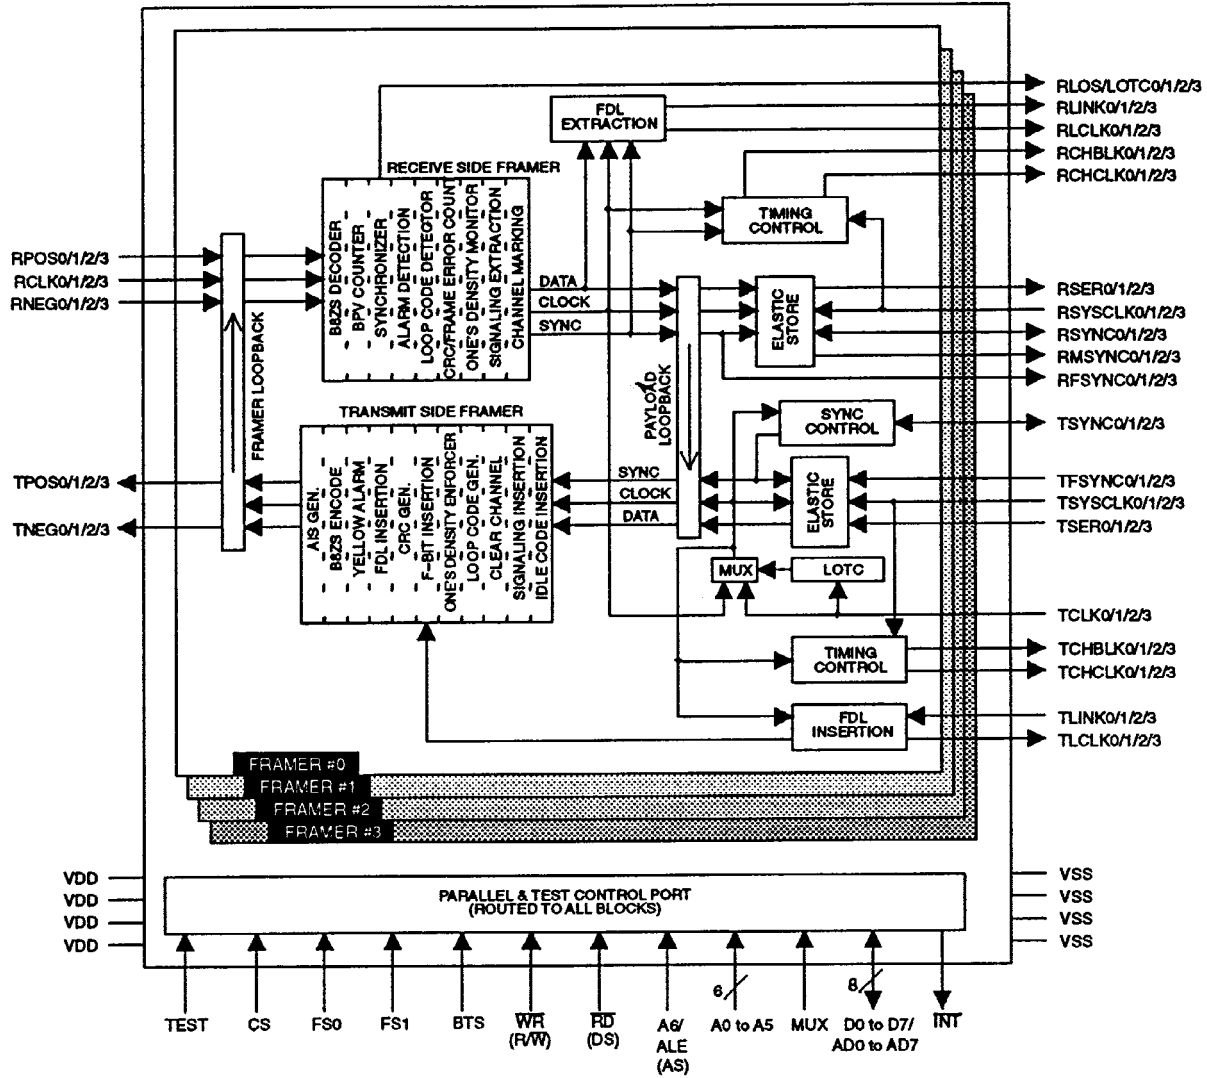 RLOS/LOTC0/1/2/3
FDL
EXTRACTION
RLINK0/1/2/3
RLCLK0/1/2/3
RCHBLK0/1/2/3
RCHCLK0/1/2/3
RECEIVE SIDE FRAMER
TIMING
CONTROL
RPOS0/1/2/3
RCLK0/1/2/3
RNEG0/1/2/3
B8ZS DECODER
BPV COUNTER
SYNCHRONIZER
ALARM DETECTION
LOOP CODE DETECTOR
CRC/FRAME ERROR COUNT
ONE'S DENSITY MONITOR
SIGNALING EXTRACTION
CHANNEL MARKING
DATA
CLOCK
SYNC
ELASTIC
STORE
RSER0/1/2/3
RSYSCLK0/1/2/3
RSYNC0/1/2/3
RMSYNC0/1/2/3
RFSYNC0/1/2/3
FRAMER LOOPBACK
PAYLOAD
LOOPBACK
TRANSMIT SIDE FRAMER
SYNC
CONTROL
TSYNC0/1/2/3
TPOS0/1/2/3
TNEG0/1/2/3
AIS GEN.
B8ZS ENCODE
YELLOW ALARM
FDL INSERTION
CRC GEN.
F-BIT INSERTION
ONE'S DENSITY ENFORCER
LOOP CODE GEN.
CLEAR CHANNEL
SIGNALING INSERTION
IDLE CODE INSERTION
SYNC
CLOCK
DATA
ELASTIC
STORE
TFSYNC0/1/2/3
TSYSCLK0/1/2/3
TSER0/1/2/3
MUX
LOTC
TCLK0/1/2/3
TIMING
CONTROL
TCHBLK0/1/2/3
TCHCLK0/1/2/3
FDL
INSERTION
TLINK0/1/2/3
TLCLK0/1/2/3
FRAMER #0
FRAMER #1
FRAMER #2
FRAMER #3
VDD
VDD
VDD
VDD
PARALLEL & TEST CONTROL PORT
(ROUTED TO ALL BLOCKS)
VSS
VSS
VSS
VSS
6
8
TEST
CS
FS0
FS1
BTS
WR
(R/W)
RD
(DS)
A6/
ALE
(AS)
A0 to A5
MUX
D0 to D7/
AD0 to AD7
INT